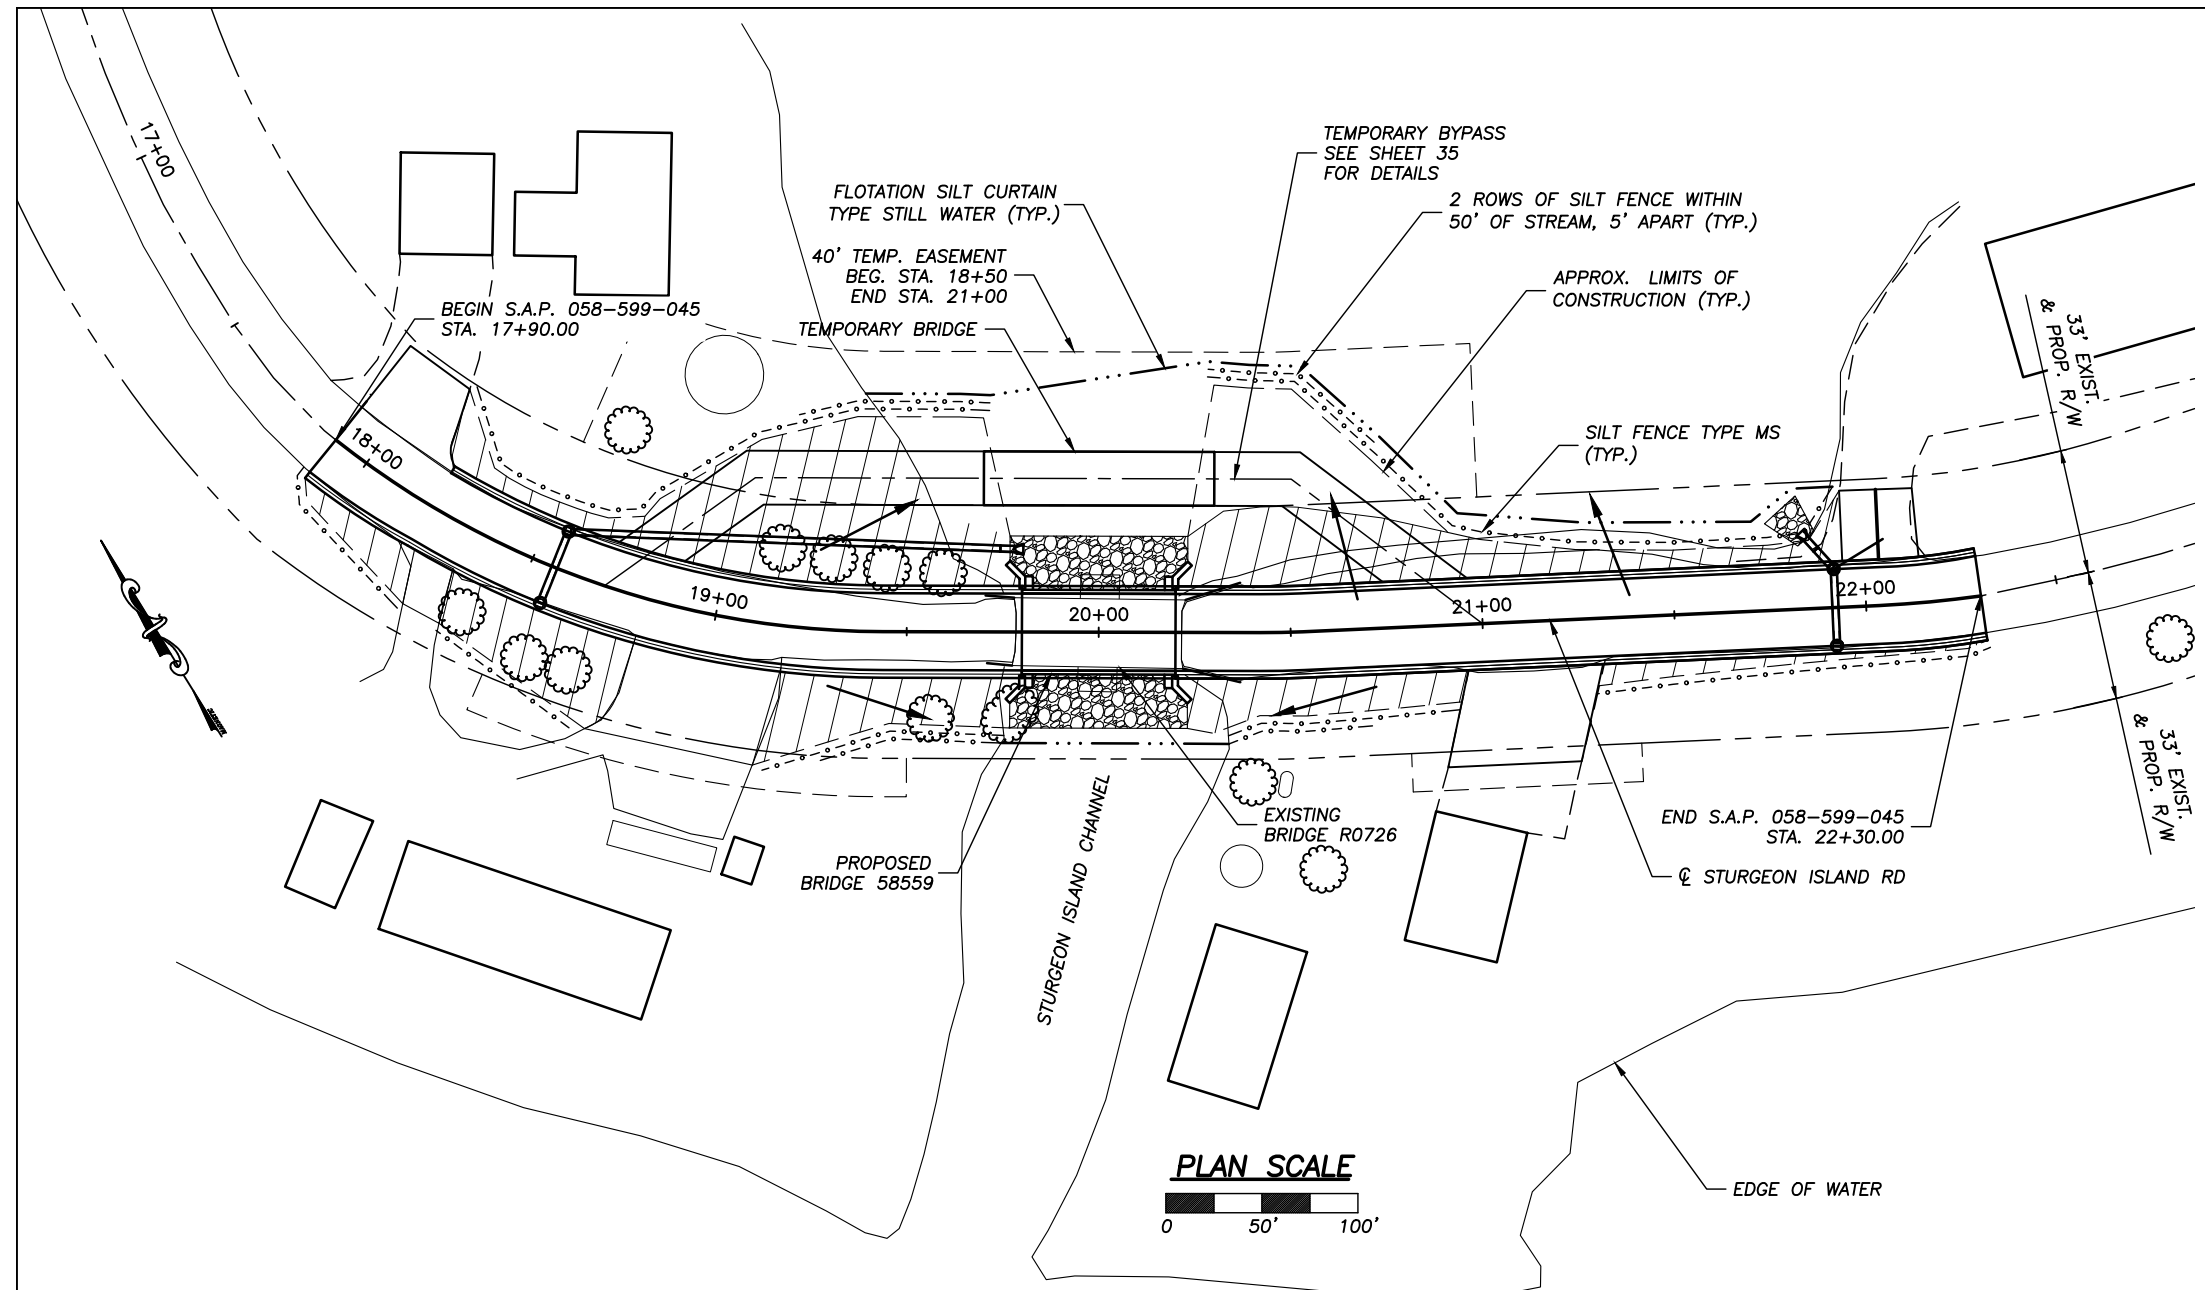 17+00
TEMPORARY BYPASS
SEE SHEET 35
FOR DETAILS
FLOTATION SILT CURTAIN
TYPE STILL WATER (TYP.)
2 ROWS OF SILT FENCE WITHIN
50' OF STREAM, 5' APART (TYP.)
40' TEMP. EASEMENT
BEG. STA. 18+50
END STA. 21+00
APPROX. LIMITS OF
CONSTRUCTION (TYP.)
BEGIN S.A.P. 058-599-045
STA. 17+90.00
TEMPORARY BRIDGE
33' EXIST.
& PROP. R/W
SILT FENCE TYPE MS
(TYP.)
18+00
19+00
20+00
21+00
22+00
33' EXIST.
& PROP. R/W
EXISTING
BRIDGE R0726
END S.A.P. 058-599-045
STA. 22+30.00
PROPOSED
BRIDGE 58559
℄ STURGEON ISLAND RD
STURGEON ISLAND CHANNEL
PLAN SCALE
0 50' 100'
EDGE OF WATER